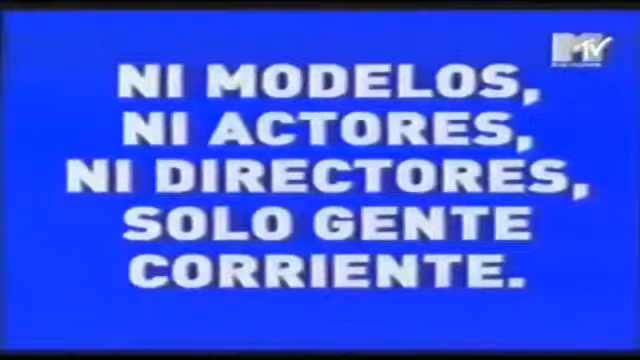 MTV
NI MODELOS,
NI ACTORES,
NI DIRECTORES,
SOLO GENTE
CORRIENTE.